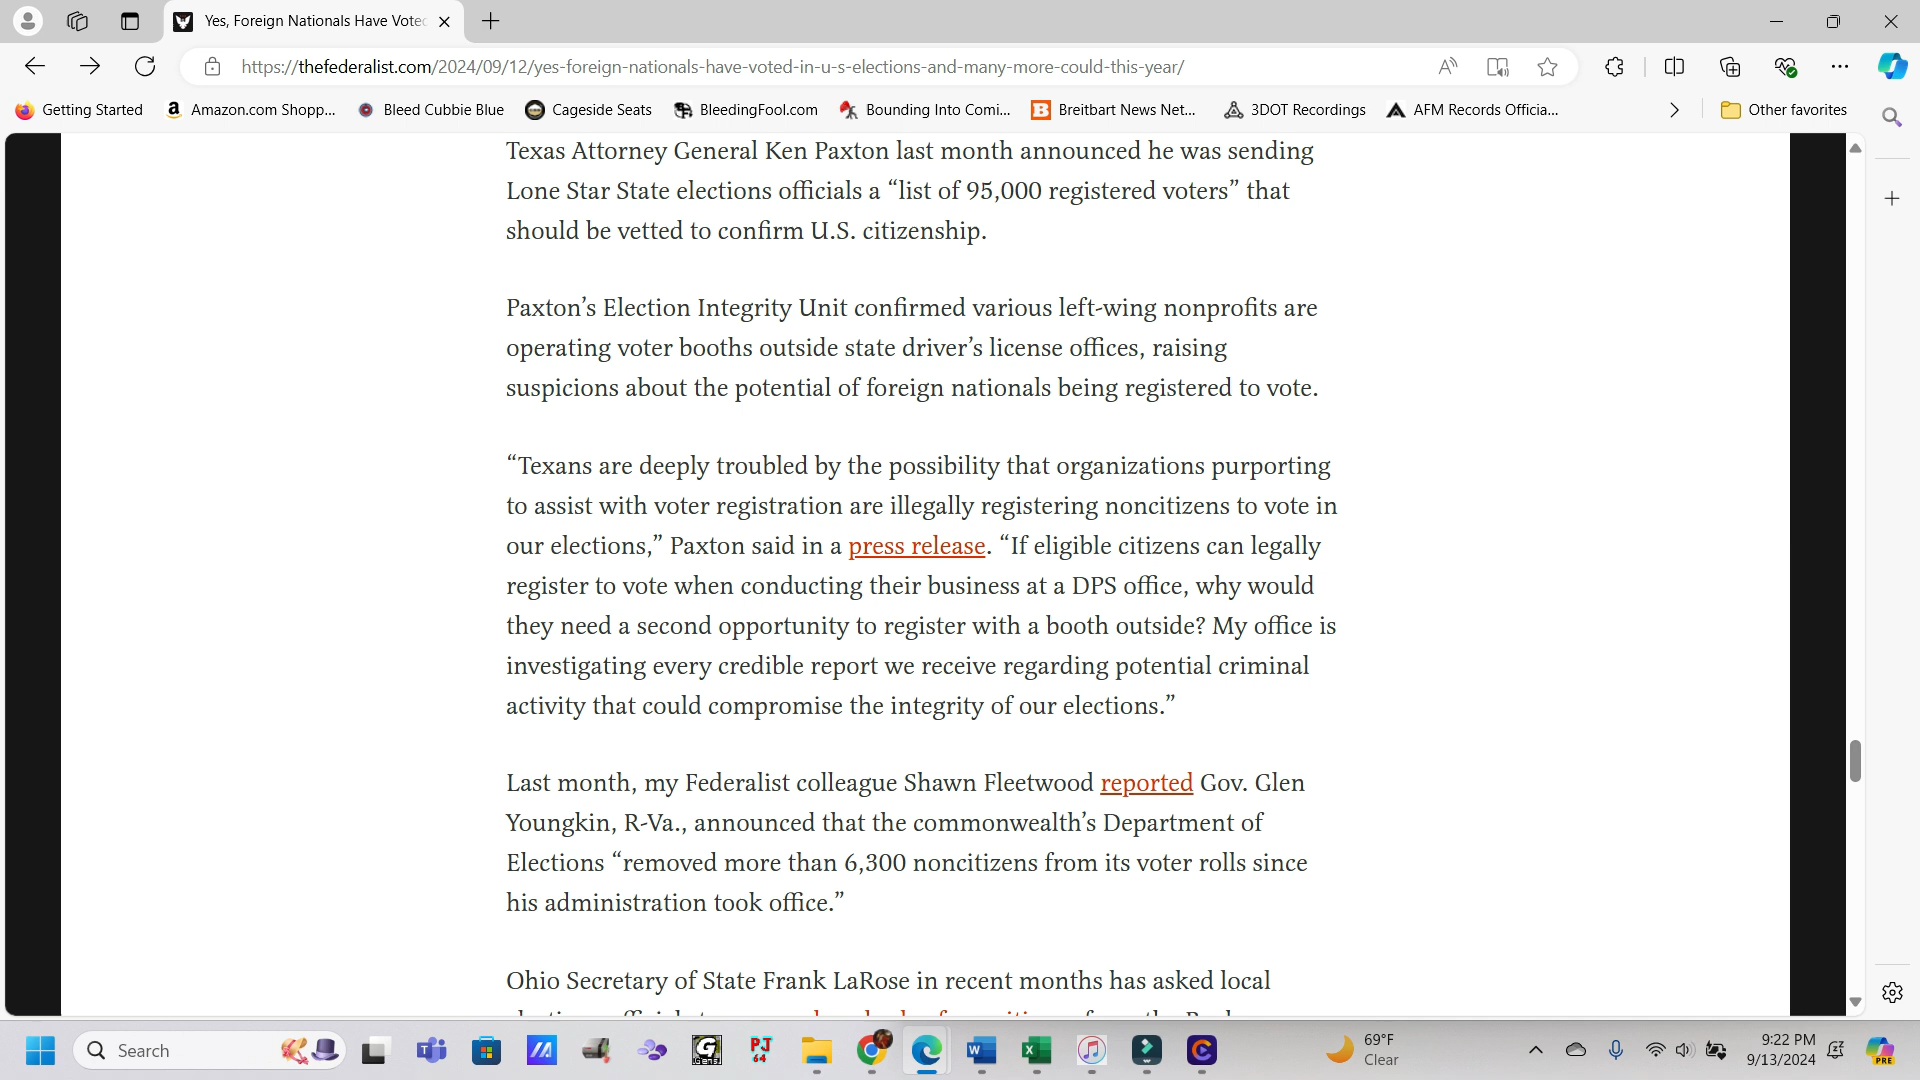 Yes, Foreign Nationals Have Voted
https://thefederalist.com/2024/09/12/yes-foreign-nationals-have-voted-in-u-s-elections-and-many-more-could-this-year/
Getting Started
Amazon.com Shopp...
Bleed Cubbie Blue
Cageside Seats
BleedingFool.com
Bounding Into Comi...
Breitbart News Net...
3DOT Recordings
AFM Records Officia...
Other favorites
Texas Attorney General Ken Paxton last month announced he was sending
Lone Star State elections officials a “list of 95,000 registered voters” that
should be vetted to confirm U.S. citizenship.
Paxton’s Election Integrity Unit confirmed various left-wing nonprofits are
operating voter booths outside state driver’s license offices, raising
suspicions about the potential of foreign nationals being registered to vote.
“Texans are deeply troubled by the possibility that organizations purporting
to assist with voter registration are illegally registering noncitizens to vote in
our elections,” Paxton said in a press release. “If eligible citizens can legally
register to vote when conducting their business at a DPS office, why would
they need a second opportunity to register with a booth outside? My office is
investigating every credible report we receive regarding potential criminal
activity that could compromise the integrity of our elections.”
Last month, my Federalist colleague Shawn Fleetwood reported Gov. Glen
Youngkin, R-Va., announced that the commonwealth’s Department of
Elections “removed more than 6,300 noncitizens from its voter rolls since
his administration took office.”
Ohio Secretary of State Frank LaRose in recent months has asked local
Search
PJ
64
69°F
Clear
9:22 PM
9/13/2024
PRE